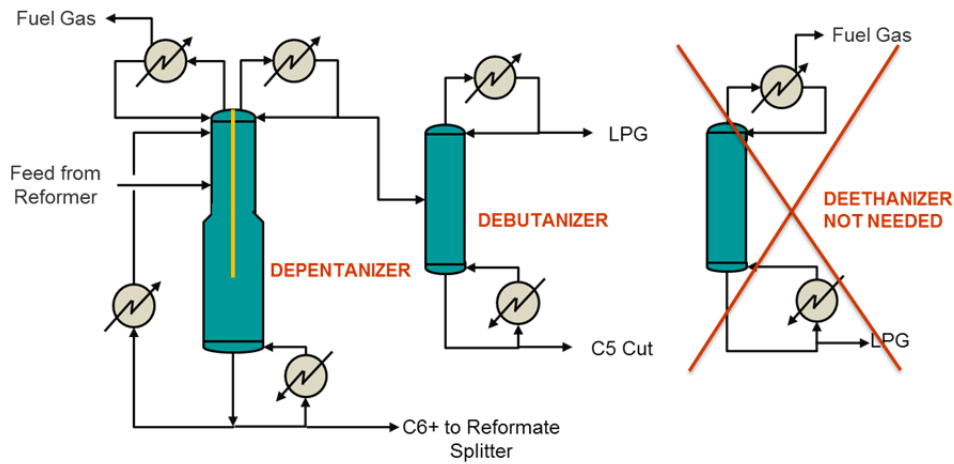 Fuel Gas
Fuel Gas
LPG
Feed from
Reformer
DEBUTANIZER
DEETHANIZER
NOT NEEDED
DEPENTANIZER
C5 Cut
LPG
C6+ to Reformate
Splitter